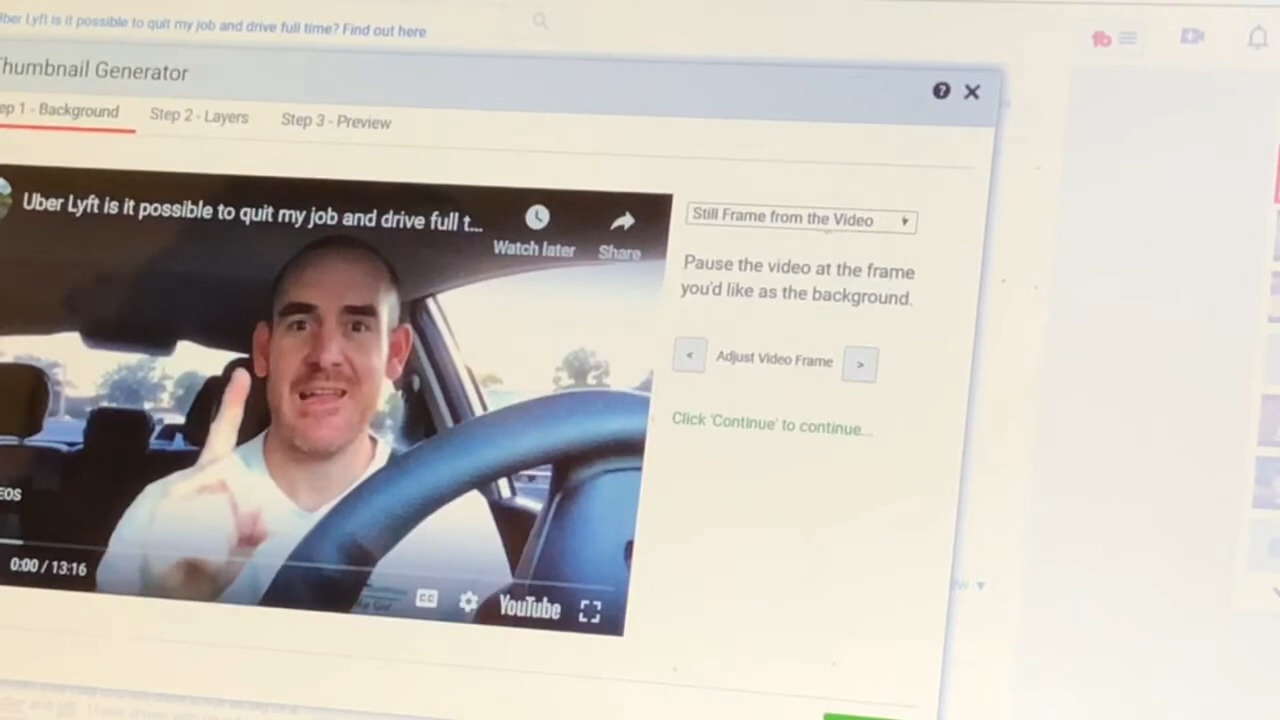 ber Lyft is it possible to quit my job and drive full time? Find out here
humbnail Generator
ep 1 - Background
Step 2 - Layers
Step 3 - Preview
Uber Lyft is it possible to quit my job and drive full t...
Watch later
Share
Still Frame from the Video
Pause the video at the frame
you'd like as the background.
<
Adjust Video Frame
>
Click 'Continue' to continue...
EOS
0:00 / 13:16
CC
YouTube